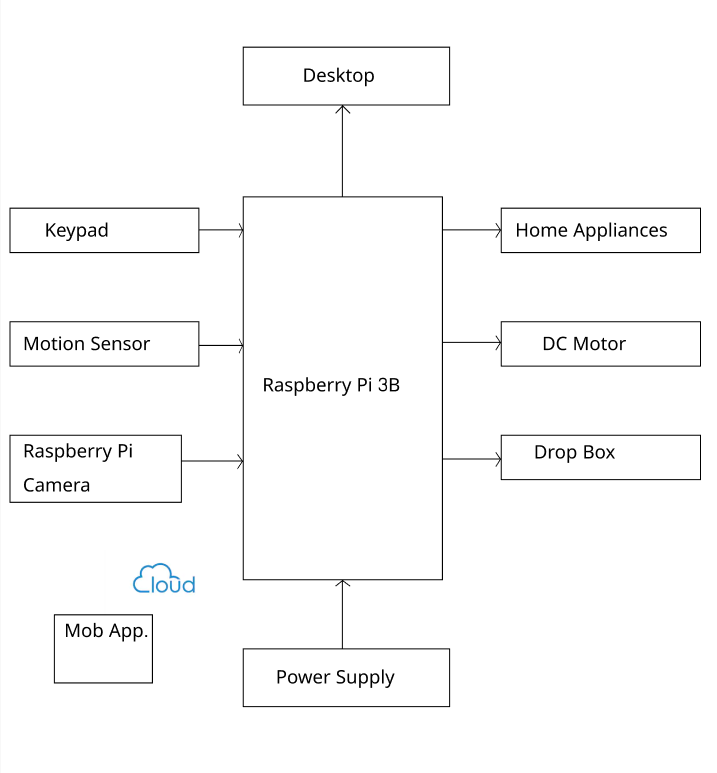 Desktop
Keypad
Home Appliances
Motion Sensor
DC Motor
Raspberry Pi 3B
Raspberry Pi
Camera
Drop Box
Cloud
Mob App.
Power Supply